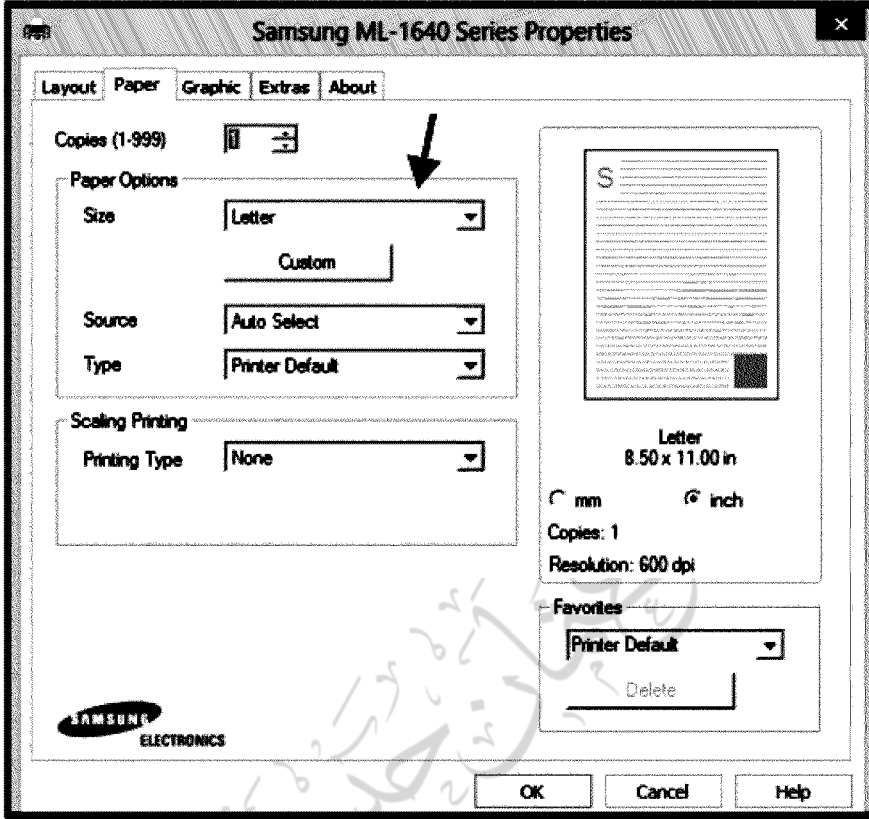 Samsung ML-1640 Series Properties
Layout Paper Graphic Extras About
Copies (1-999) 1
Paper Options
Size Letter
Custom
Source Auto Select
Type Printer Default
Scaling Printing
Printing Type None
S
Letter
8.50 x 11.00 in
mm inch
Copies: 1
Resolution: 600 dpi
Favorites
Printer Default
Delete
SAMSUNG
ELECTRONICS
OK Cancel Help